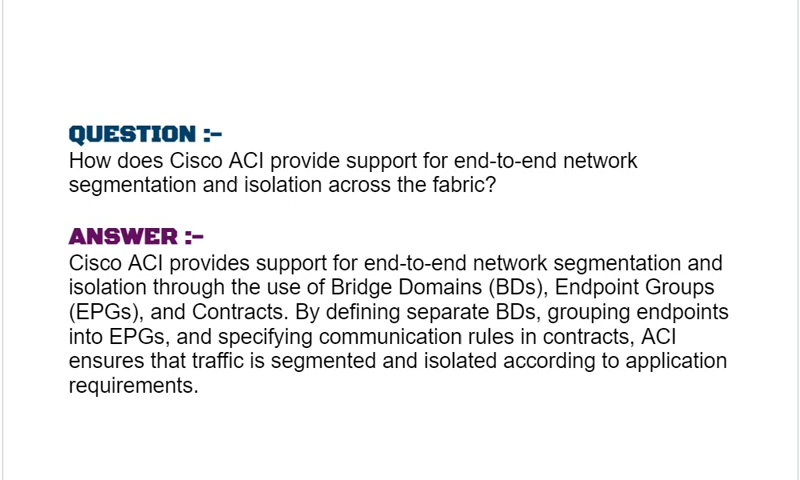 QUESTION :-
How does Cisco ACI provide support for end-to-end network
segmentation and isolation across the fabric?
ANSWER :-
Cisco ACI provides support for end-to-end network segmentation and
isolation through the use of Bridge Domains (BDs), Endpoint Groups
(EPGs), and Contracts. By defining separate BDs, grouping endpoints
into EPGs, and specifying communication rules in contracts, ACI
ensures that traffic is segmented and isolated according to application
requirements.